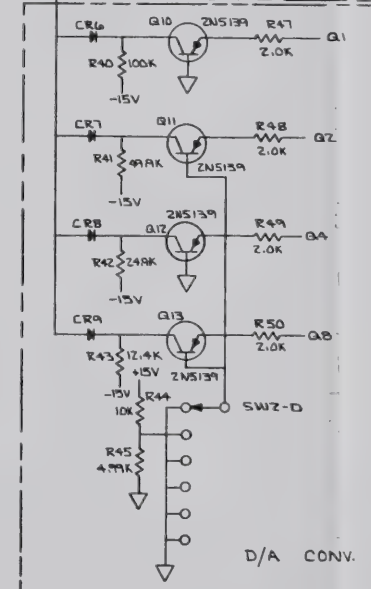 CR6 Q10 2N5139 R47 Q1
R40 100K 2.0K
-15V
CR7 Q11 R48 Q2
R41 49.9K 2N5139 2.0K
-15V
CR8 Q12 2N5139 R49 Q4
R42 24.9K 2.0K
-15V
CR9 Q13 R50 Q8
R43 12.4K 2N5139 2.0K
+15V
-15V R44
10K SW2-D
R45
4.99K
D/A CONV.